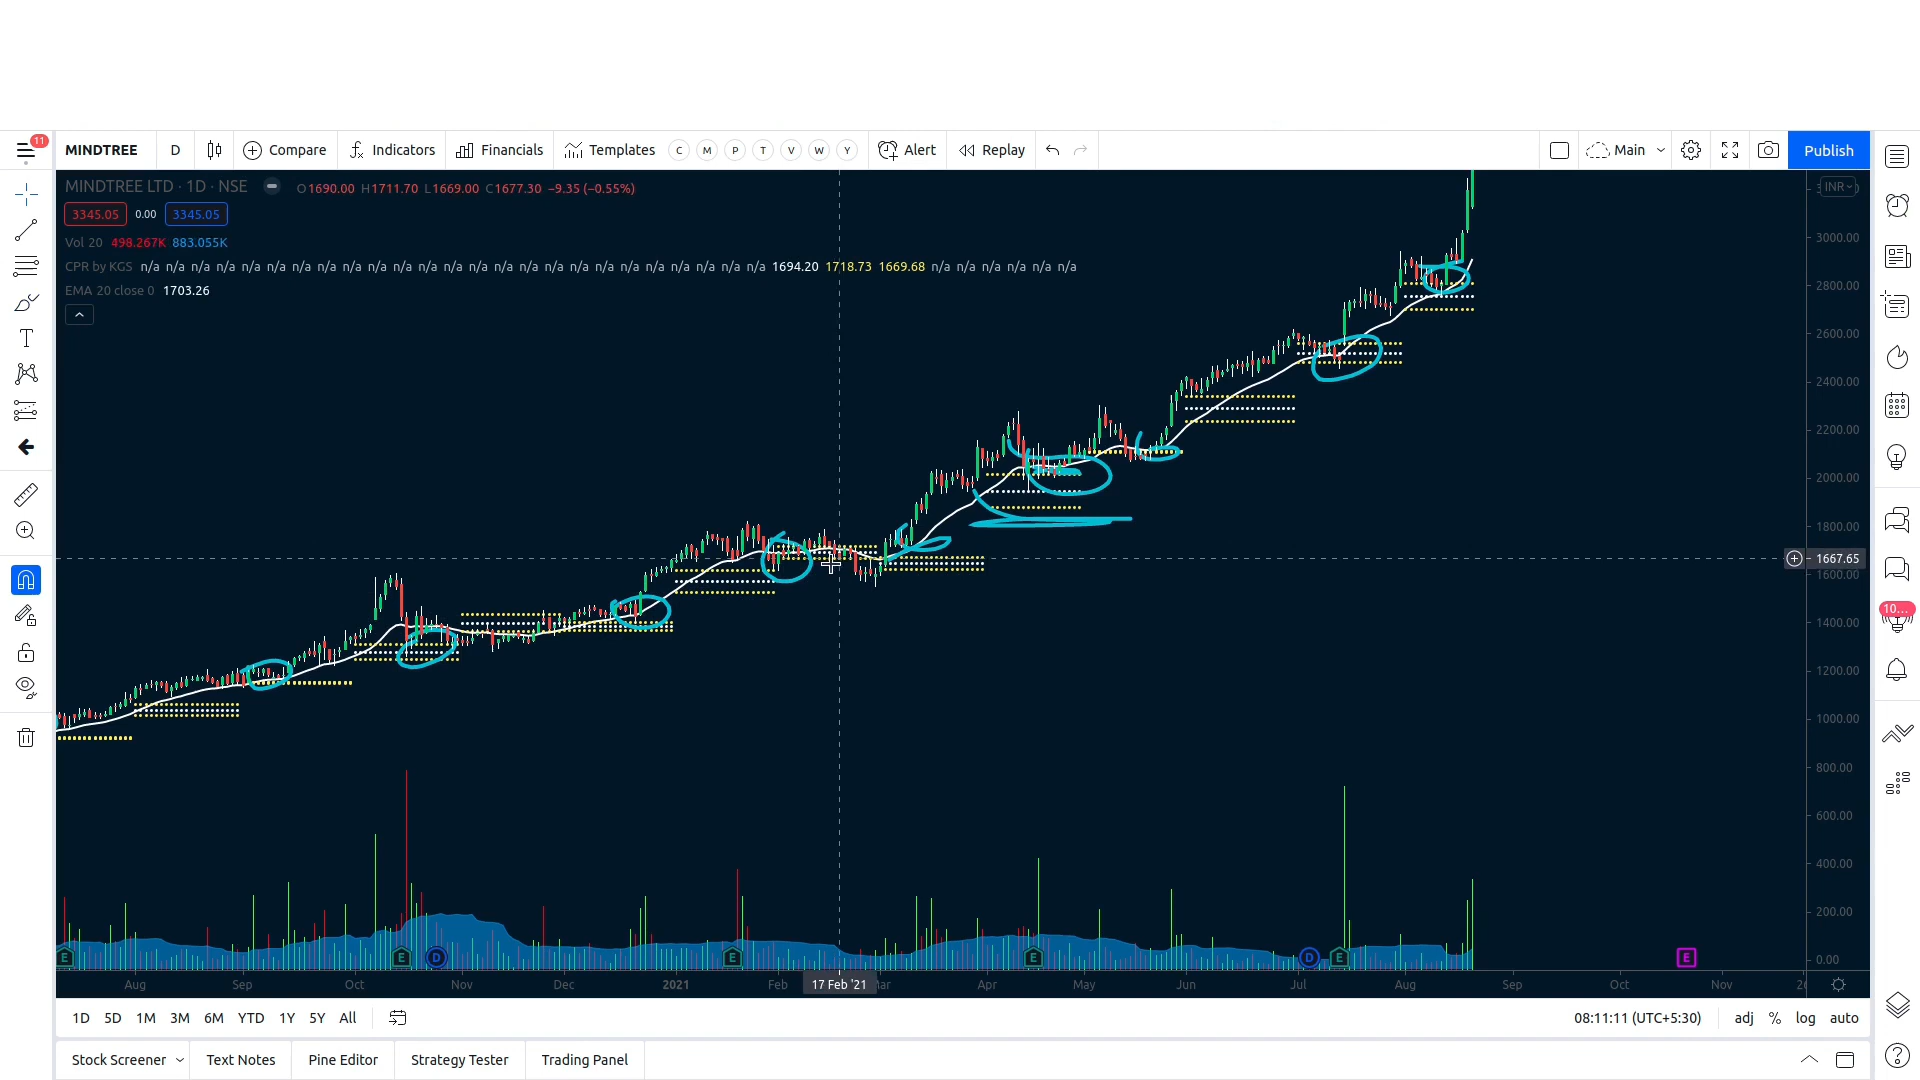 11
MINDTREE D Compare Indicators Financials Templates C M P T V W Y Alert Replay Main Publish
MINDTREE LTD · 1D · NSE O1690.00 H1711.70 L1669.00 C1677.30 −9.35 (−0.55%)
INR
3345.05 0.00 3345.05
Vol 20 498.267K 883.055K
CPR by KGS n/a n/a n/a n/a n/a n/a n/a n/a n/a n/a n/a n/a n/a n/a n/a n/a n/a n/a n/a n/a n/a n/a n/a n/a n/a 1694.20 1718.73 1669.68 n/a n/a n/a n/a n/a n/a
EMA 20 close 0 1703.26
3000.00
2800.00
2600.00
2400.00
2200.00
2000.00
1800.00
1667.65
1600.00
1400.00
1200.00
1000.00
800.00
600.00
400.00
200.00
0.00
10...
E E D E E D E E
Aug Sep Oct Nov Dec 2021 Feb 17 Feb '21 Apr May Jun Jul Aug Sep Oct Nov
1D 5D 1M 3M 6M YTD 1Y 5Y All 08:11:11 (UTC+5:30) adj % log auto
Stock Screener Text Notes Pine Editor Strategy Tester Trading Panel